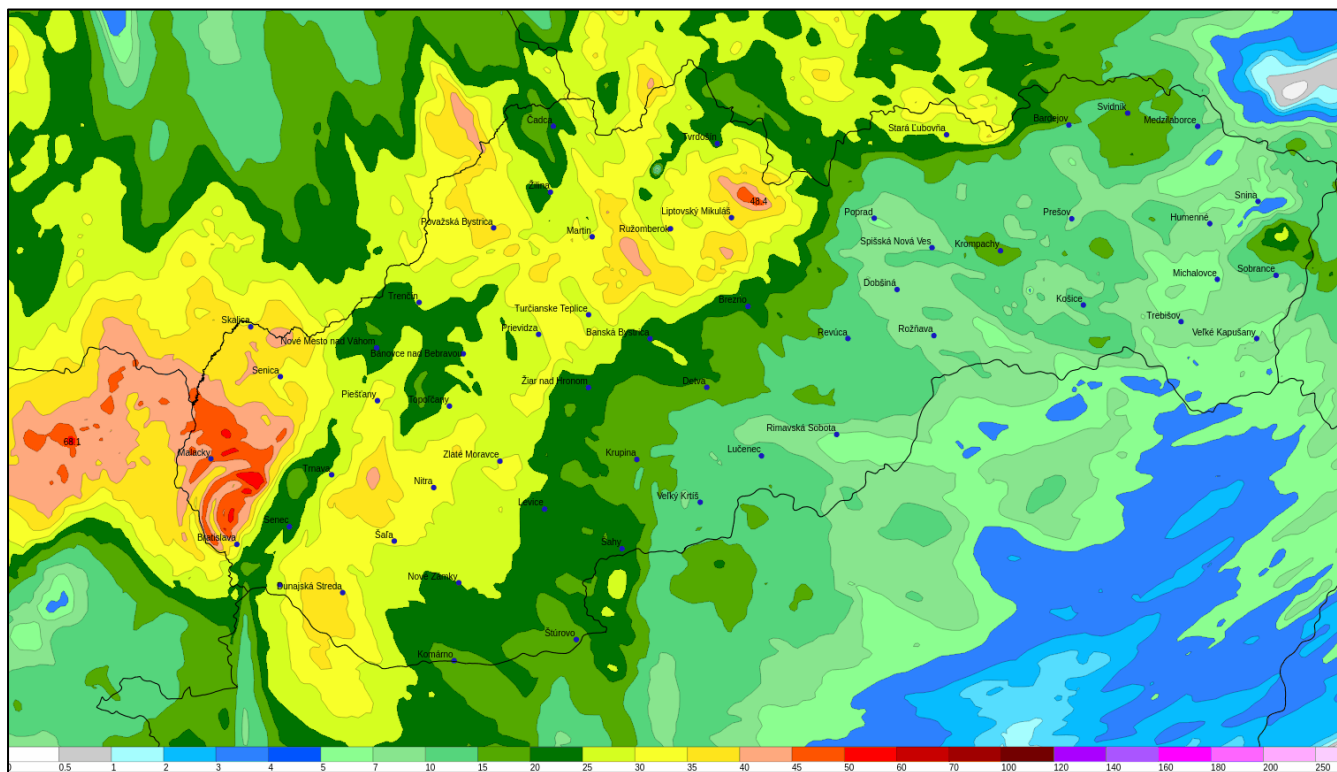 Svidník
Bardejov
Medzilaborce
Čadca
Stará Ľubovňa
Tvrdošín
Žilina
Snina
48.4
Liptovský Mikuláš
Poprad
Prešov
Humenné
Považská Bystrica
Martin
Ružomberok
Spišská Nová Ves
Krompachy
Michalovce
Sobrance
Dobšiná
Trenčín
Brezno
Košice
Turčianske Teplice
Trebišov
Skalica
Prievidza
Banská Bystrica
Revúca
Rožňava
Veľké Kapušany
Nové Mesto nad Váhom
Bánovce nad Bebravou
Senica
Žiar nad Hronom
Detva
Piešťany
Topoľčany
Rimavská Sobota
68.1
Malacky
Zlaté Moravce
Krupina
Lučenec
Trnava
Nitra
Levice
Veľký Krtíš
Senec
Bratislava
Šaľa
Šahy
Dunajská Streda
Nové Zámky
Štúrovo
Komárno
0 0.5 1 2 3 4 5 7 10 15 20 25 30 35 40 45 50 60 70 100 120 140 160 180 200 250